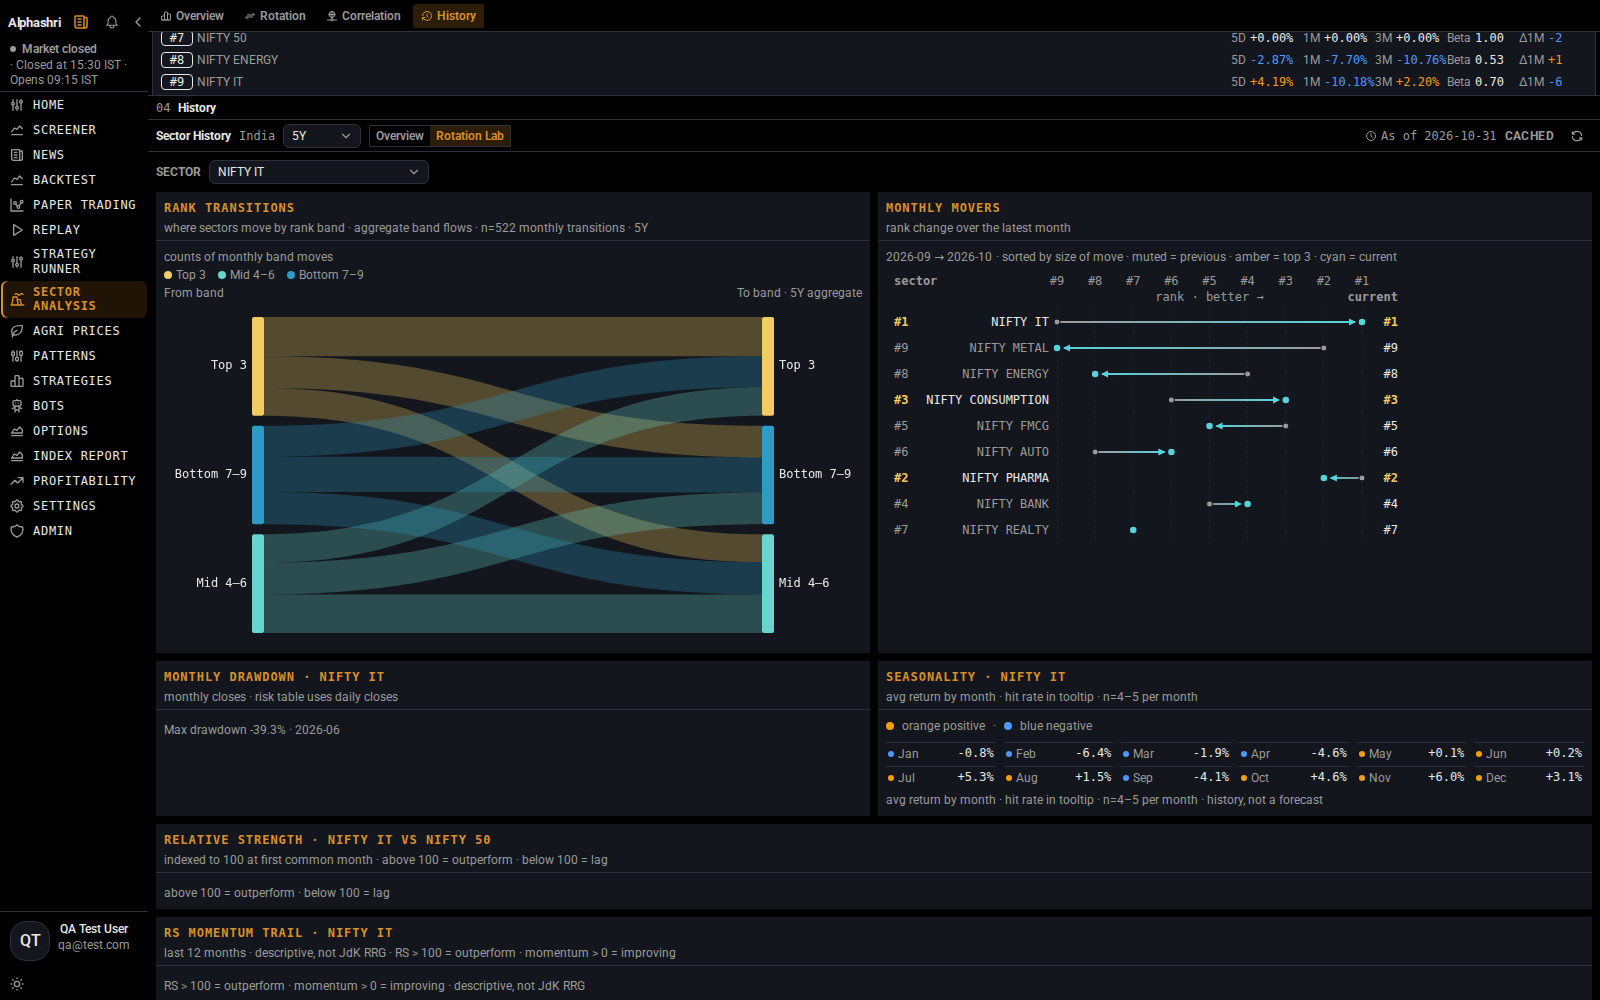 Alphashri
Market closed
· Closed at 15:30 IST ·
Opens 09:15 IST
HOME
SCREENER
NEWS
BACKTEST
PAPER TRADING
REPLAY
STRATEGY
RUNNER
SECTOR
ANALYSIS
AGRI PRICES
PATTERNS
STRATEGIES
BOTS
OPTIONS
INDEX REPORT
PROFITABILITY
SETTINGS
ADMIN
QT
QA Test User
qa@test.com
Overview Rotation Correlation History
#7 NIFTY 50 5D +0.00% 1M +0.00% 3M +0.00% Beta 1.00 Δ1M -2
#8 NIFTY ENERGY 5D -2.87% 1M -7.70% 3M -10.76% Beta 0.53 Δ1M +1
#9 NIFTY IT 5D +4.19% 1M -10.18% 3M +2.20% Beta 0.70 Δ1M -6
04 History
Sector History India 5Y Overview Rotation Lab As of 2026-10-31 CACHED
SECTOR NIFTY IT
RANK TRANSITIONS
where sectors move by rank band · aggregate band flows · n=522 monthly transitions · 5Y
counts of monthly band moves
Top 3 Mid 4–6 Bottom 7–9
From band To band · 5Y aggregate
Top 3 Top 3
Bottom 7–9 Bottom 7–9
Mid 4–6 Mid 4–6
MONTHLY MOVERS
rank change over the latest month
2026-09 → 2026-10 · sorted by size of move · muted = previous · amber = top 3 · cyan = current
sector #9 #8 #7 #6 #5 #4 #3 #2 #1
rank · better → current
#1 NIFTY IT #1
#9 NIFTY METAL #9
#8 NIFTY ENERGY #8
#3 NIFTY CONSUMPTION #3
#5 NIFTY FMCG #5
#6 NIFTY AUTO #6
#2 NIFTY PHARMA #2
#4 NIFTY BANK #4
#7 NIFTY REALTY #7
MONTHLY DRAWDOWN · NIFTY IT
monthly closes · risk table uses daily closes
Max drawdown -39.3% · 2026-06
SEASONALITY · NIFTY IT
avg return by month · hit rate in tooltip · n=4–5 per month
orange positive · blue negative
Jan -0.8% Feb -6.4% Mar -1.9% Apr -4.6% May +0.1% Jun +0.2%
Jul +5.3% Aug +1.5% Sep -4.1% Oct +4.6% Nov +6.0% Dec +3.1%
avg return by month · hit rate in tooltip · n=4–5 per month · history, not a forecast
RELATIVE STRENGTH · NIFTY IT VS NIFTY 50
indexed to 100 at first common month · above 100 = outperform · below 100 = lag
above 100 = outperform · below 100 = lag
RS MOMENTUM TRAIL · NIFTY IT
last 12 months · descriptive, not JdK RRG · RS > 100 = outperform · momentum > 0 = improving
RS > 100 = outperform · momentum > 0 = improving · descriptive, not JdK RRG